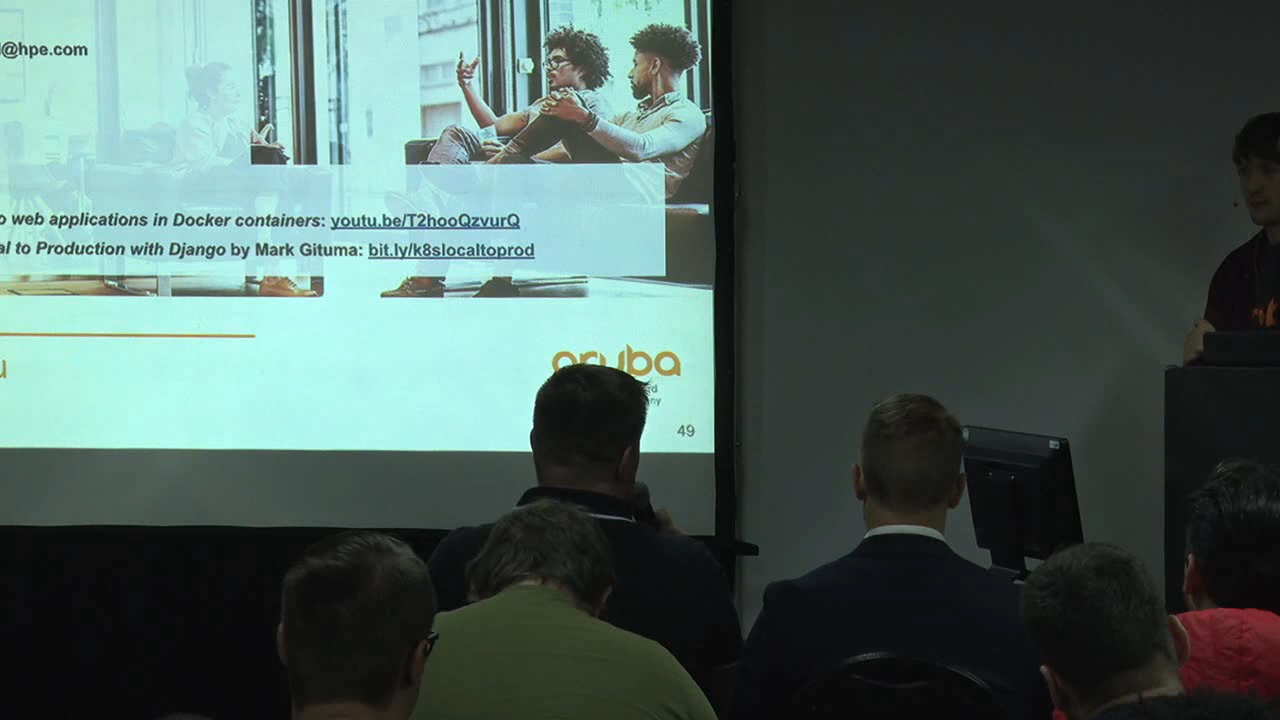 @hpe.com
web applications in Docker containers: youtu.be/T2hooQzvurQ
to Production with Django by Mark Gituma: bit.ly/k8slocaltoprod
aruba
49